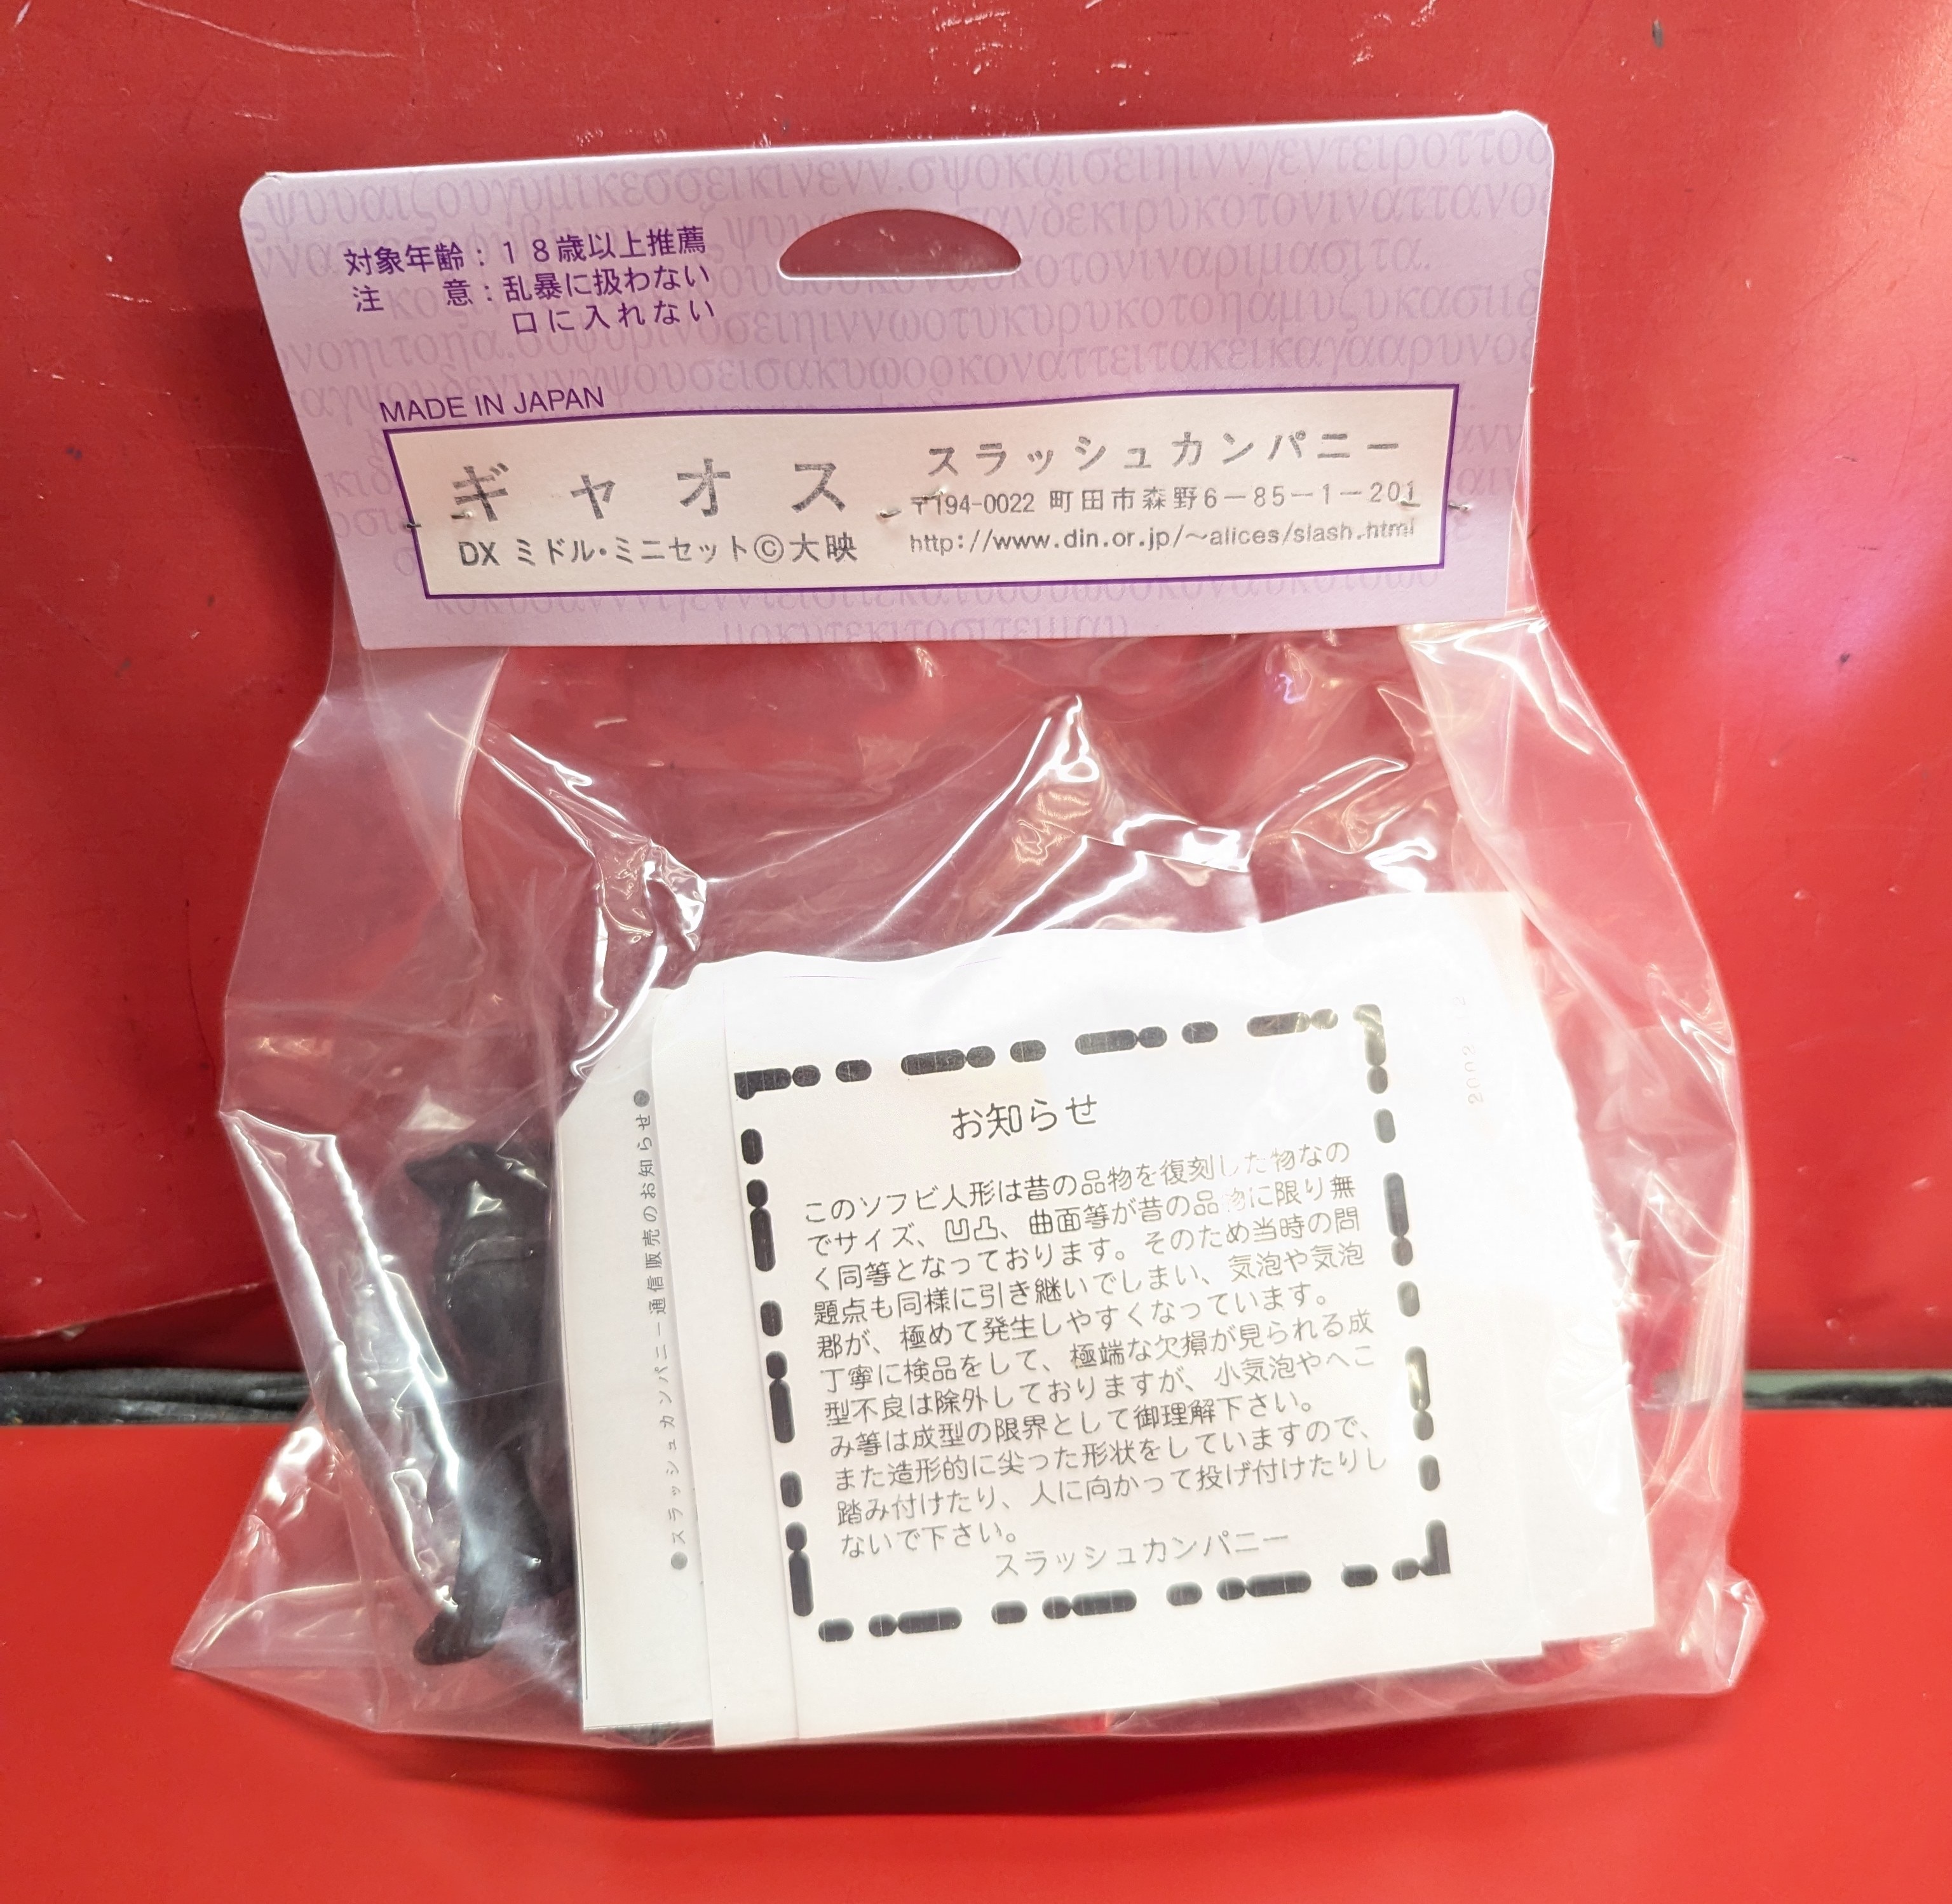 対象年齢：１８歳以上推薦
注　　意：乱暴に扱わない
口に入れない
MADE IN JAPAN
ギャオス
DX ミドル・ミニセット©大映
スラッシュカンパニー
〒194-0022 町田市森野6－85－1－201
http://www.din.or.jp/～alices/slash.html
●スラッシュカンパニー通信販売のお知らせ●
お知らせ
このソフビ人形は昔の品物を復刻した物なの
でサイズ、凹凸、曲面等が昔の品物に限り無
く同等となっております。そのため当時の問
題点も同様に引き継いでしまい、気泡や気泡
郡が、極めて発生しやすくなっています。
丁寧に検品をして、極端な欠損が見られる成
型不良は除外しておりますが、小気泡やへこ
み等は成型の限界として御理解下さい。
また造形的に尖った形状をしていますので、
踏み付けたり、人に向かって投げ付けたりし
ないで下さい。
スラッシュカンパニー